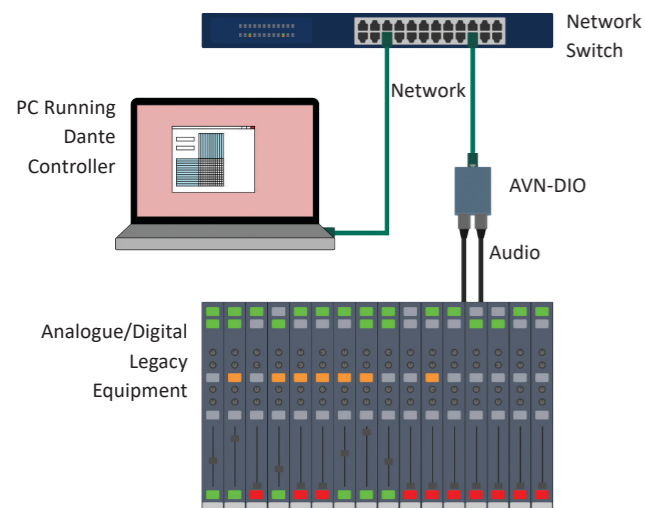 Network
Switch
Network
PC Running
Dante
Controller
AVN-DIO
Audio
Analogue/Digital
Legacy
Equipment